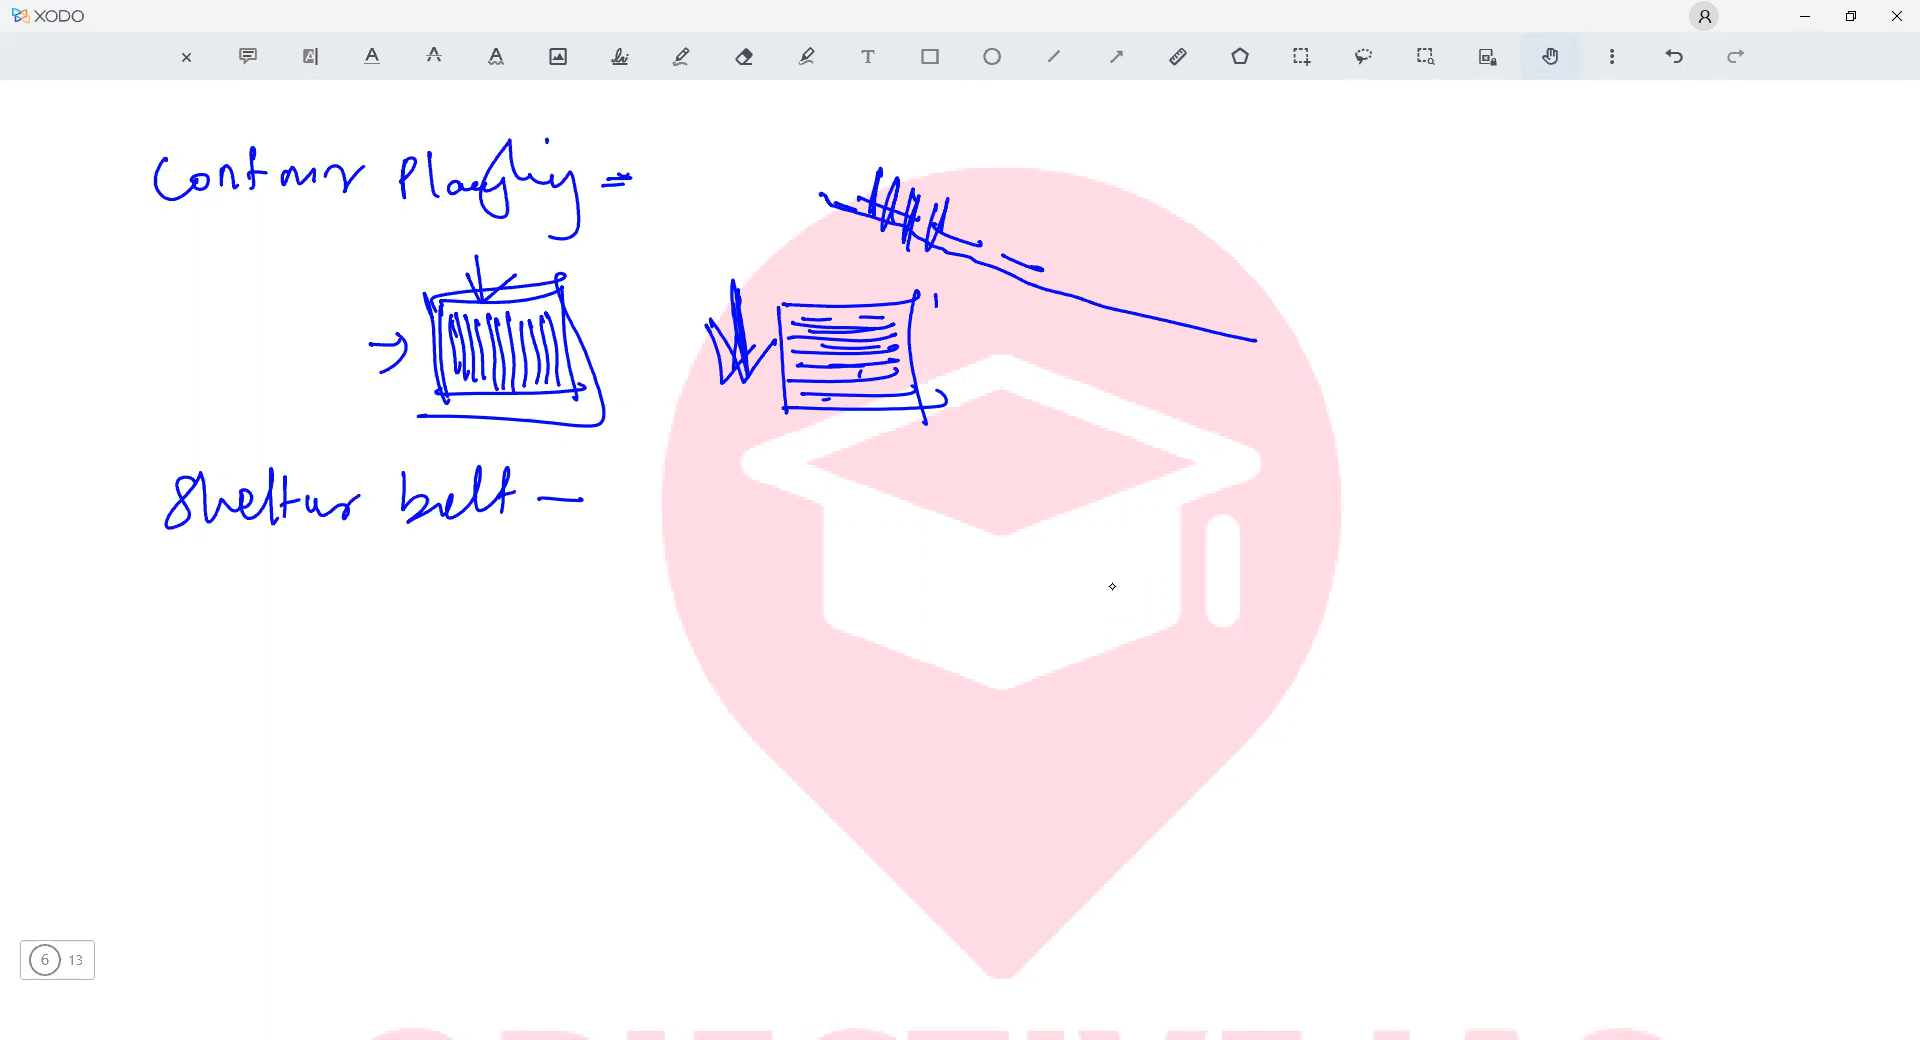 XODO
Contour Ploughing =
Shelter belt —
6 13